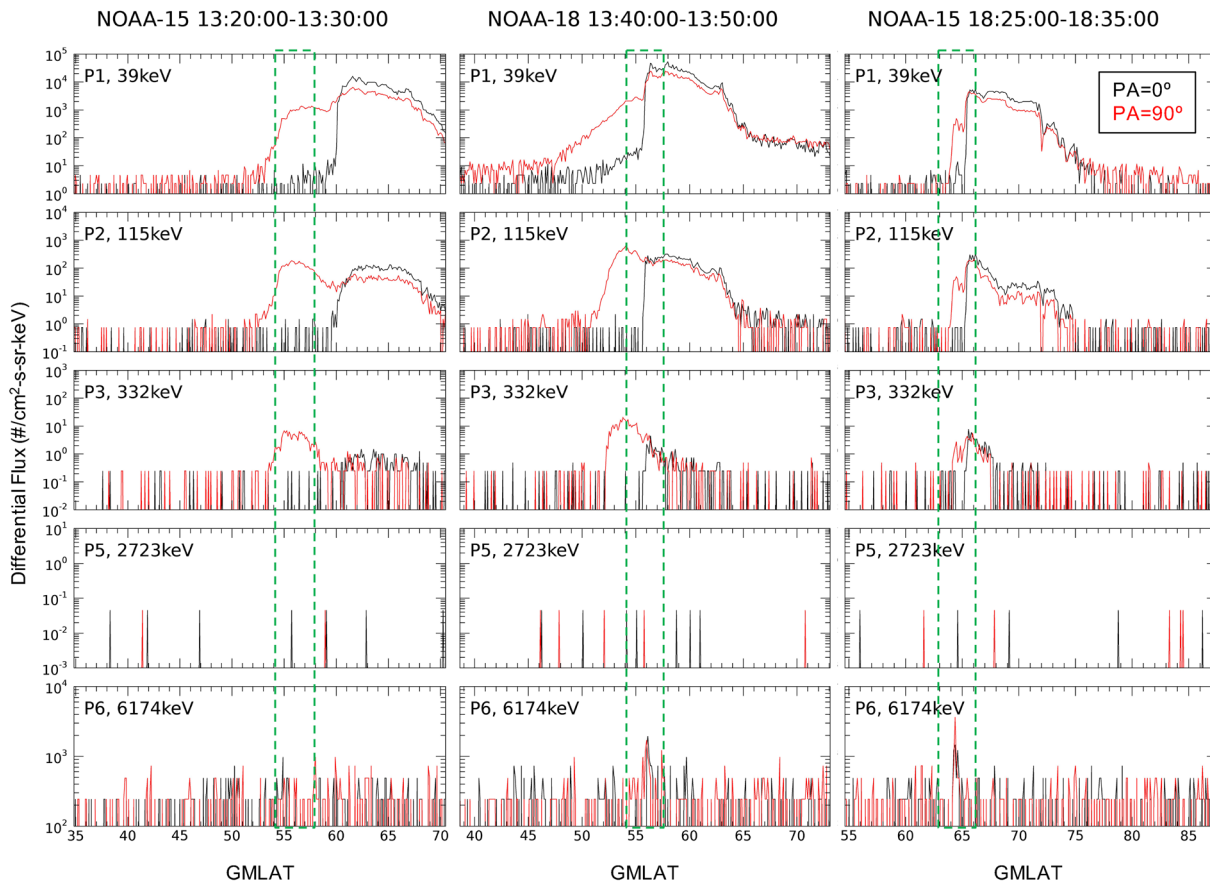 NOAA-15 13:20:00-13:30:00 NOAA-18 13:40:00-13:50:00 NOAA-15 18:25:00-18:35:00
Differential Flux (#/cm²-s-sr-keV)
10⁵
10⁴
10³
10²
10¹
10⁰
P1, 39keV P1, 39keV P1, 39keV
PA=0º
PA=90º
10⁴
10³
10²
10¹
10⁰
10⁻¹
P2, 115keV P2, 115keV P2, 115keV
10³
10²
10¹
10⁰
10⁻¹
10⁻²
P3, 332keV P3, 332keV P3, 332keV
10¹
10⁰
10⁻¹
10⁻²
10⁻³
P5, 2723keV P5, 2723keV P5, 2723keV
10⁴
10³
10²
P6, 6174keV P6, 6174keV P6, 6174keV
35 40 45 50 55 60 65 70 40 45 50 55 60 65 70 55 60 65 70 75 80 85
GMLAT GMLAT GMLAT